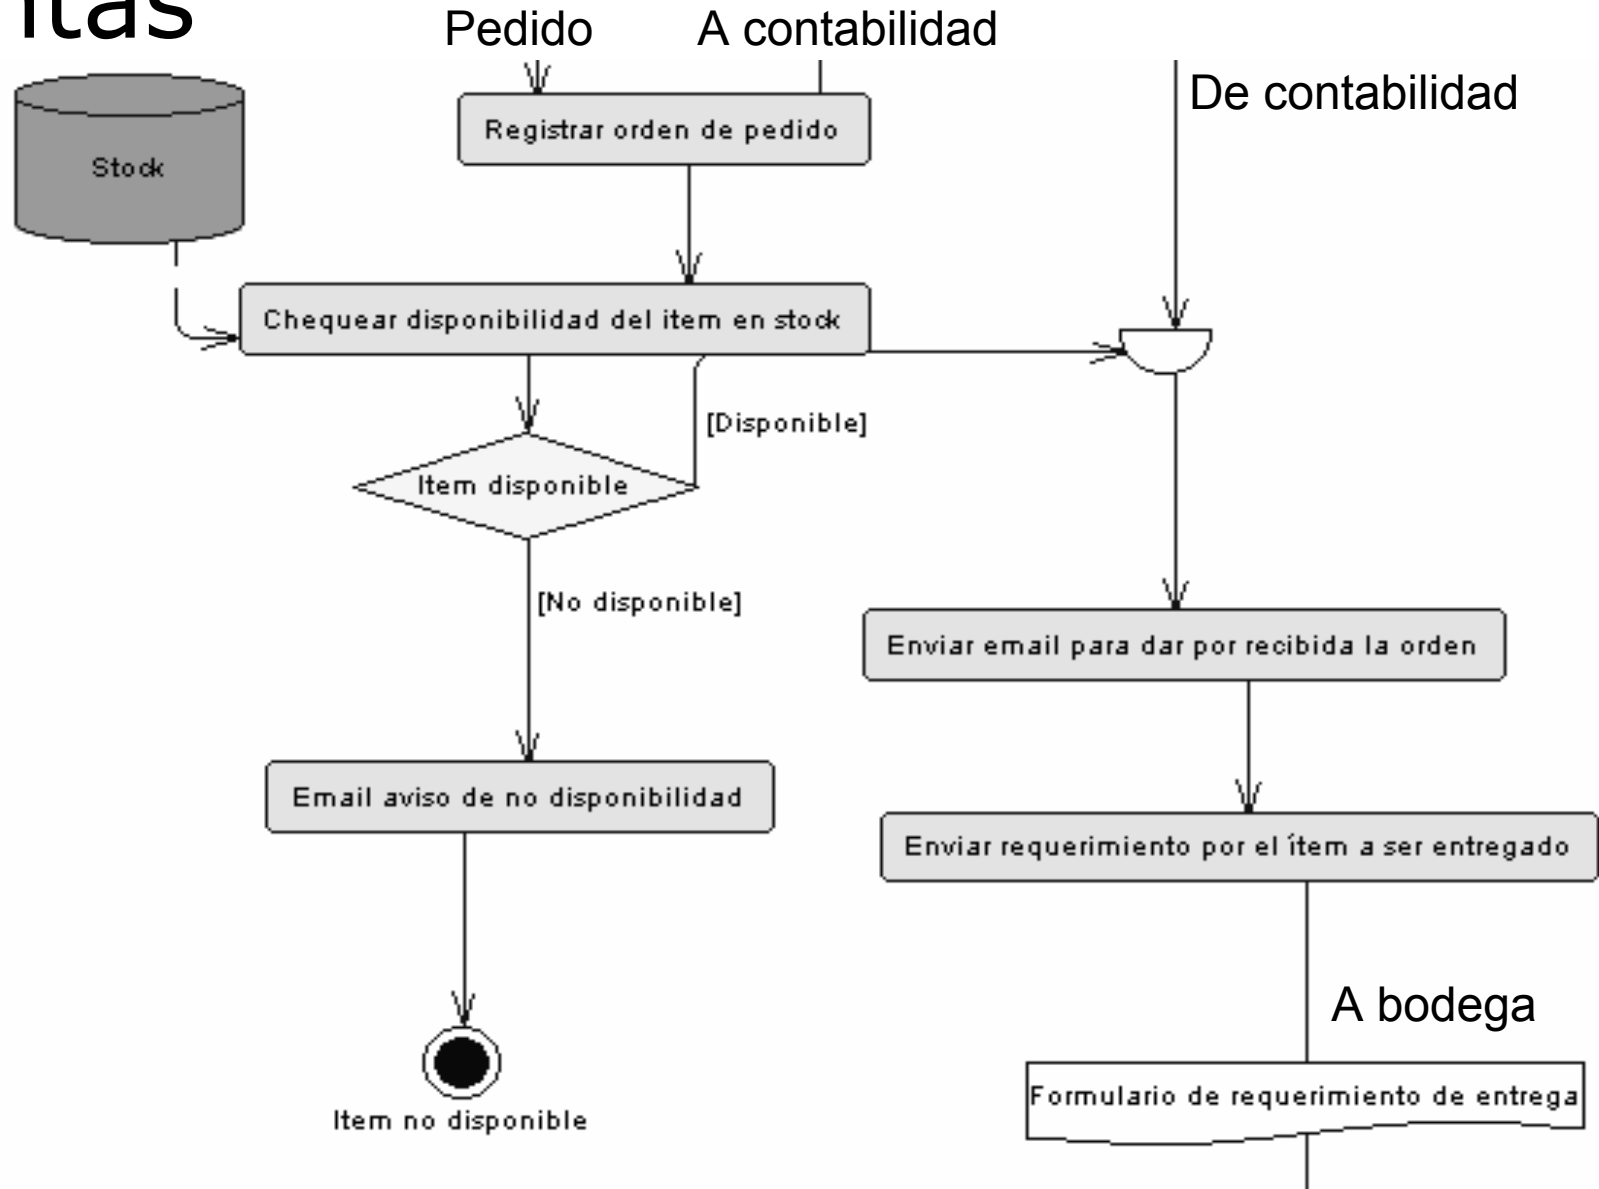 Pedido
A contabilidad
De contabilidad
Registrar orden de pedido
Stock
Chequear disponibilidad del item en stock
[Disponible]
Item disponible
[No disponible]
Enviar email para dar por recibida la orden
Email aviso de no disponibilidad
Enviar requerimiento por el ítem a ser entregado
A bodega
Formulario de requerimiento de entrega
Item no disponible